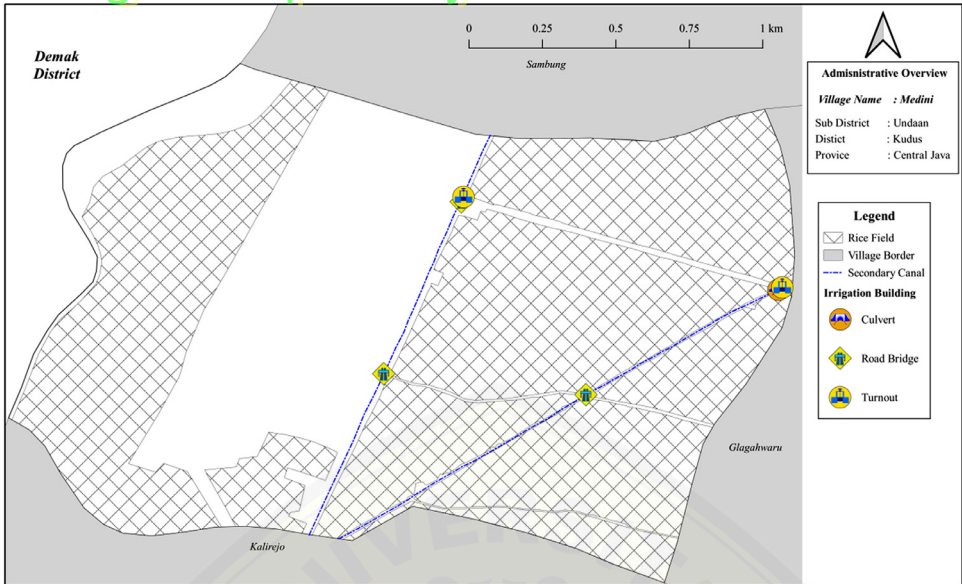 Demak
District
0 0.25 0.5 0.75 1 km
Sambung
Admisnistrative Overview
Village Name : Medini
Sub District : Undaan
Distict : Kudus
Provice : Central Java
Legend
Rice Field
Village Border
Secondary Canal
Irrigation Building
Culvert
Road Bridge
Turnout
Glagahwaru
Kalirejo